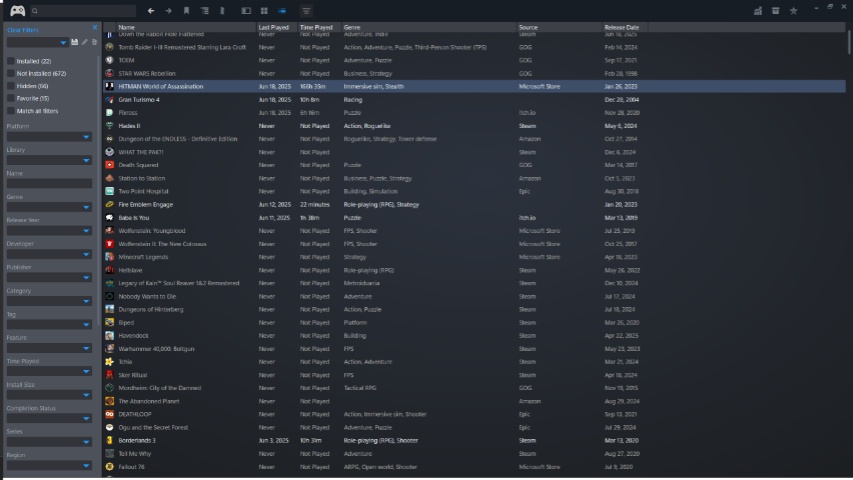 Clear Filters
Installed (22)
Not installed (672)
Hidden (64)
Favorite (15)
Match all filters
Platform
Library
Name
Genre
Release Year
Developer
Publisher
Category
Tag
Feature
Time Played
Install Size
Completion Status
Series
Region
Name Last Played Time Played Genre Source Release Date
Down the Rabbit Hole Flattened Never Not Played Adventure, Indie Steam Jun 18, 2025
Tomb Raider I-III Remastered Starring Lara Croft Never Not Played Action, Adventure, Puzzle, Third-Person Shooter (TPS) GOG Feb 14, 2024
TOEM Never Not Played Adventure, Puzzle GOG Sep 17, 2021
STAR WARS Rebellion Never Not Played Business, Strategy GOG Feb 28, 1998
HITMAN World of Assassination Jun 18, 2025 166h 35m Immersive sim, Stealth Microsoft Store Jan 26, 2023
Gran Turismo 4 Jun 18, 2025 10h 8m Racing Dec 28, 2004
Jun 18, 2025 6h 16m Puzzle itch.io Nov 28, 2020
Hades II Never Not Played Action, Roguelike Steam May 6, 2024
Dungeon of the ENDLESS - Definitive Edition Never Not Played Roguelike, Strategy, Tower defense Amazon Oct 27, 2014
WHAT THE PAK?! Never Not Played Steam Dec 6, 2024
Death Squared Never Not Played Puzzle GOG Mar 14, 2017
Station to Station Never Not Played Business, Puzzle, Strategy Amazon Oct 5, 2023
Two Point Hospital Never Not Played Building, Simulation Epic Aug 30, 2018
Fire Emblem Engage Jun 12, 2025 22 minutes Role-playing (RPG), Strategy Jan 20, 2023
Baba Is You Jun 11, 2025 1h 38m Puzzle itch.io Mar 13, 2019
Wolfenstein: Youngblood Never Not Played FPS, Shooter Microsoft Store Jul 25, 2019
Wolfenstein II: The New Colossus Never Not Played FPS, Shooter Microsoft Store Oct 25, 2017
Minecraft Legends Never Not Played Strategy Microsoft Store Apr 18, 2023
Hellslave Never Not Played Role-playing (RPG) Steam May 26, 2022
Legacy of Kain™ Soul Reaver 1&2 Remastered Never Not Played Metroidvania Steam Dec 10, 2024
Nobody Wants to Die Never Not Played Adventure Steam Jul 17, 2024
Dungeons of Hinterberg Never Not Played Action, Puzzle Steam Jul 18, 2024
Biped Never Not Played Platform Steam Mar 26, 2020
Havendock Never Not Played Building Steam Apr 22, 2025
Warhammer 40,000: Boltgun Never Not Played FPS Steam May 23, 2023
Tchia Never Not Played Action, Adventure Steam Mar 21, 2024
Sker Ritual Never Not Played FPS Steam Apr 18, 2024
Mordheim: City of the Damned Never Not Played Tactical RPG GOG Nov 19, 2015
The Abandoned Planet Never Not Played Amazon Aug 29, 2024
DEATHLOOP Never Not Played Action, Immersive sim, Shooter Epic Sep 13, 2021
Ogu and the Secret Forest Never Not Played Adventure, Puzzle Epic Jul 29, 2024
Borderlands 3 Jun 3, 2025 10h 31m Role-playing (RPG), Shooter Steam Mar 13, 2020
Tell Me Why Never Not Played Adventure Steam Aug 27, 2020
Fallout 76 Never Not Played ARPG, Open world, Shooter Microsoft Store Jul 9, 2020